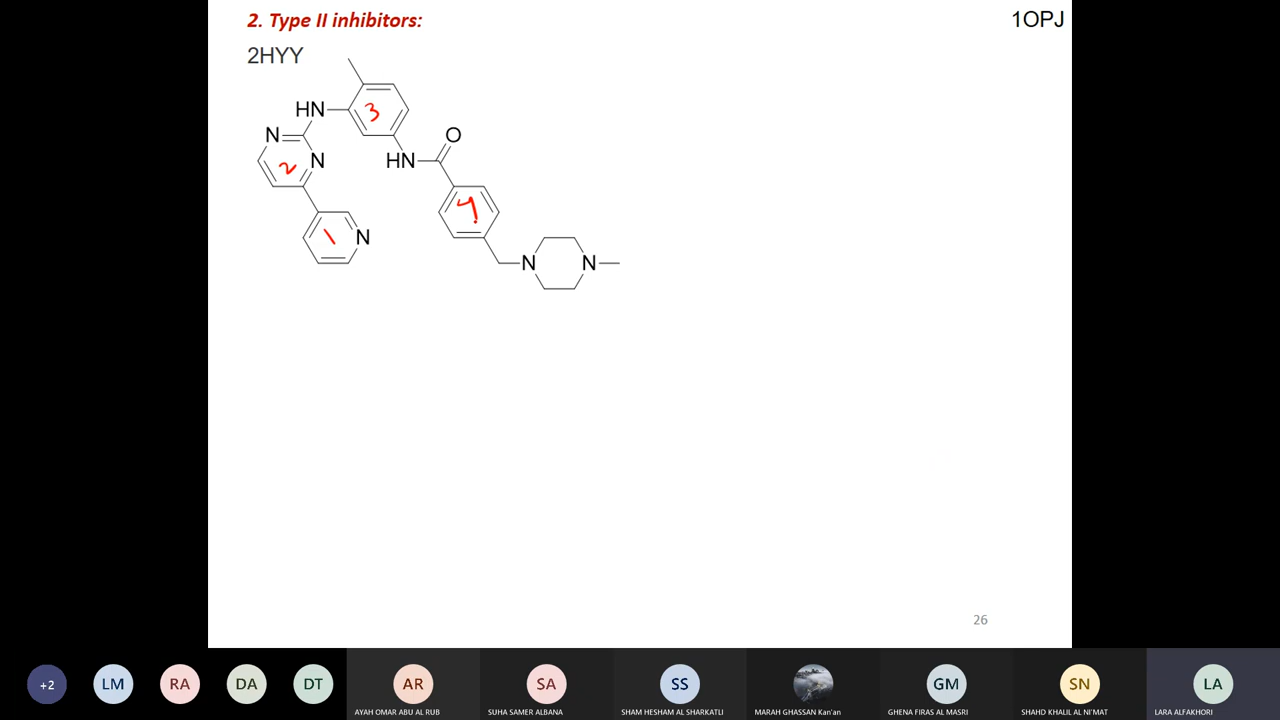 2. Type II inhibitors:
1OPJ
2HYY
HN
3
N
O
N
HN
2
4
1
N
N
N
26
+2
LM
RA
DA
DT
AR
SA
SS
GM
SN
LA
AYAH OMAR ABU AL RUB
SUHA SAMER ALBANA
SHAM HESHAM AL SHARKATLI
MARAH GHASSAN Kan'an
GHENA FIRAS AL MASRI
SHAHD KHALIL AL NI'MAT
LARA ALFAKHORI